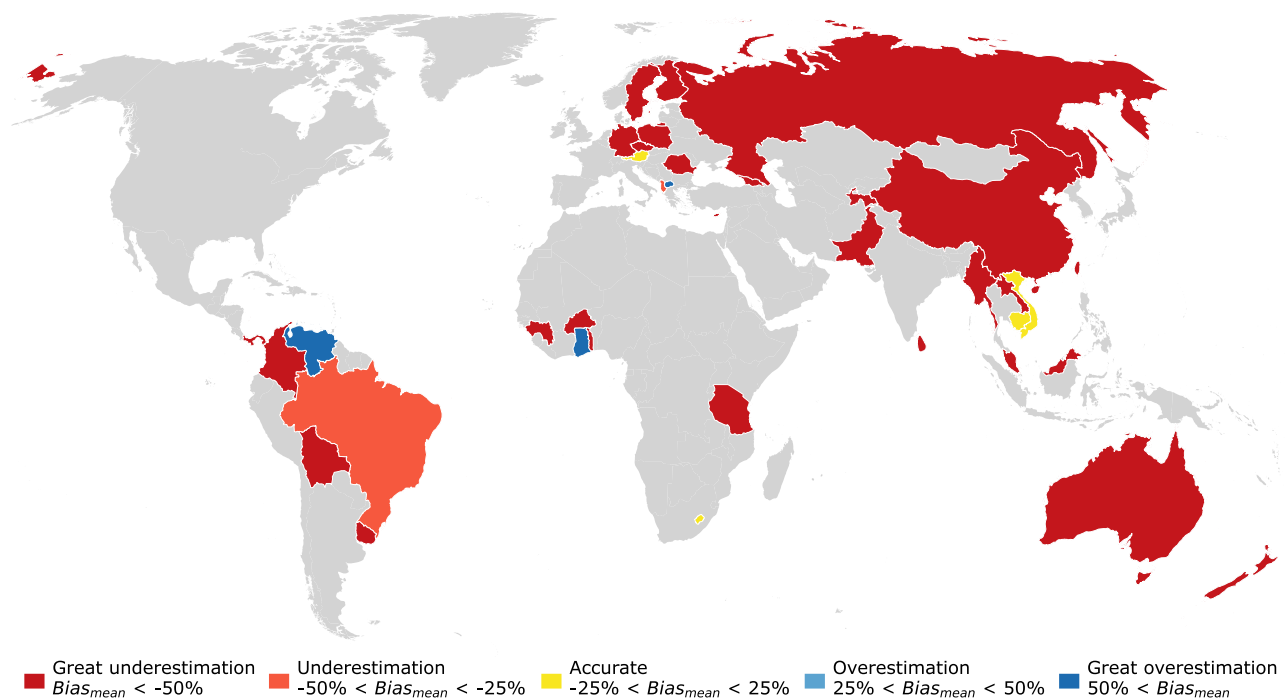 Great underestimation
Bias_mean < -50%
Underestimation
-50% < Bias_mean < -25%
Accurate
-25% < Bias_mean < 25%
Overestimation
25% < Bias_mean < 50%
Great overestimation
50% < Bias_mean